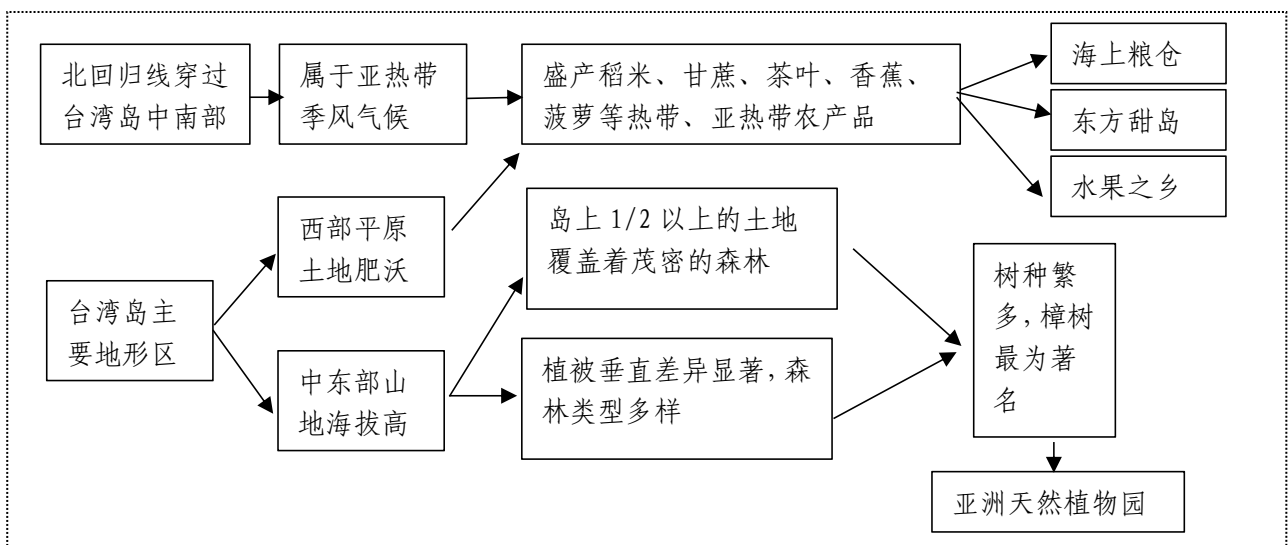 北回归线穿过
台湾岛中南部
属于亚热带
季风气候
盛产稻米、甘蔗、茶叶、香蕉、
菠萝等热带、亚热带农产品
海上粮仓
东方甜岛
水果之乡
台湾岛主
要地形区
西部平原
土地肥沃
中东部山
地海拔高
岛上 1/2 以上的土地
覆盖着茂密的森林
植被垂直差异显著,森
林类型多样
树种繁
多,樟树
最为著
名
亚洲天然植物园